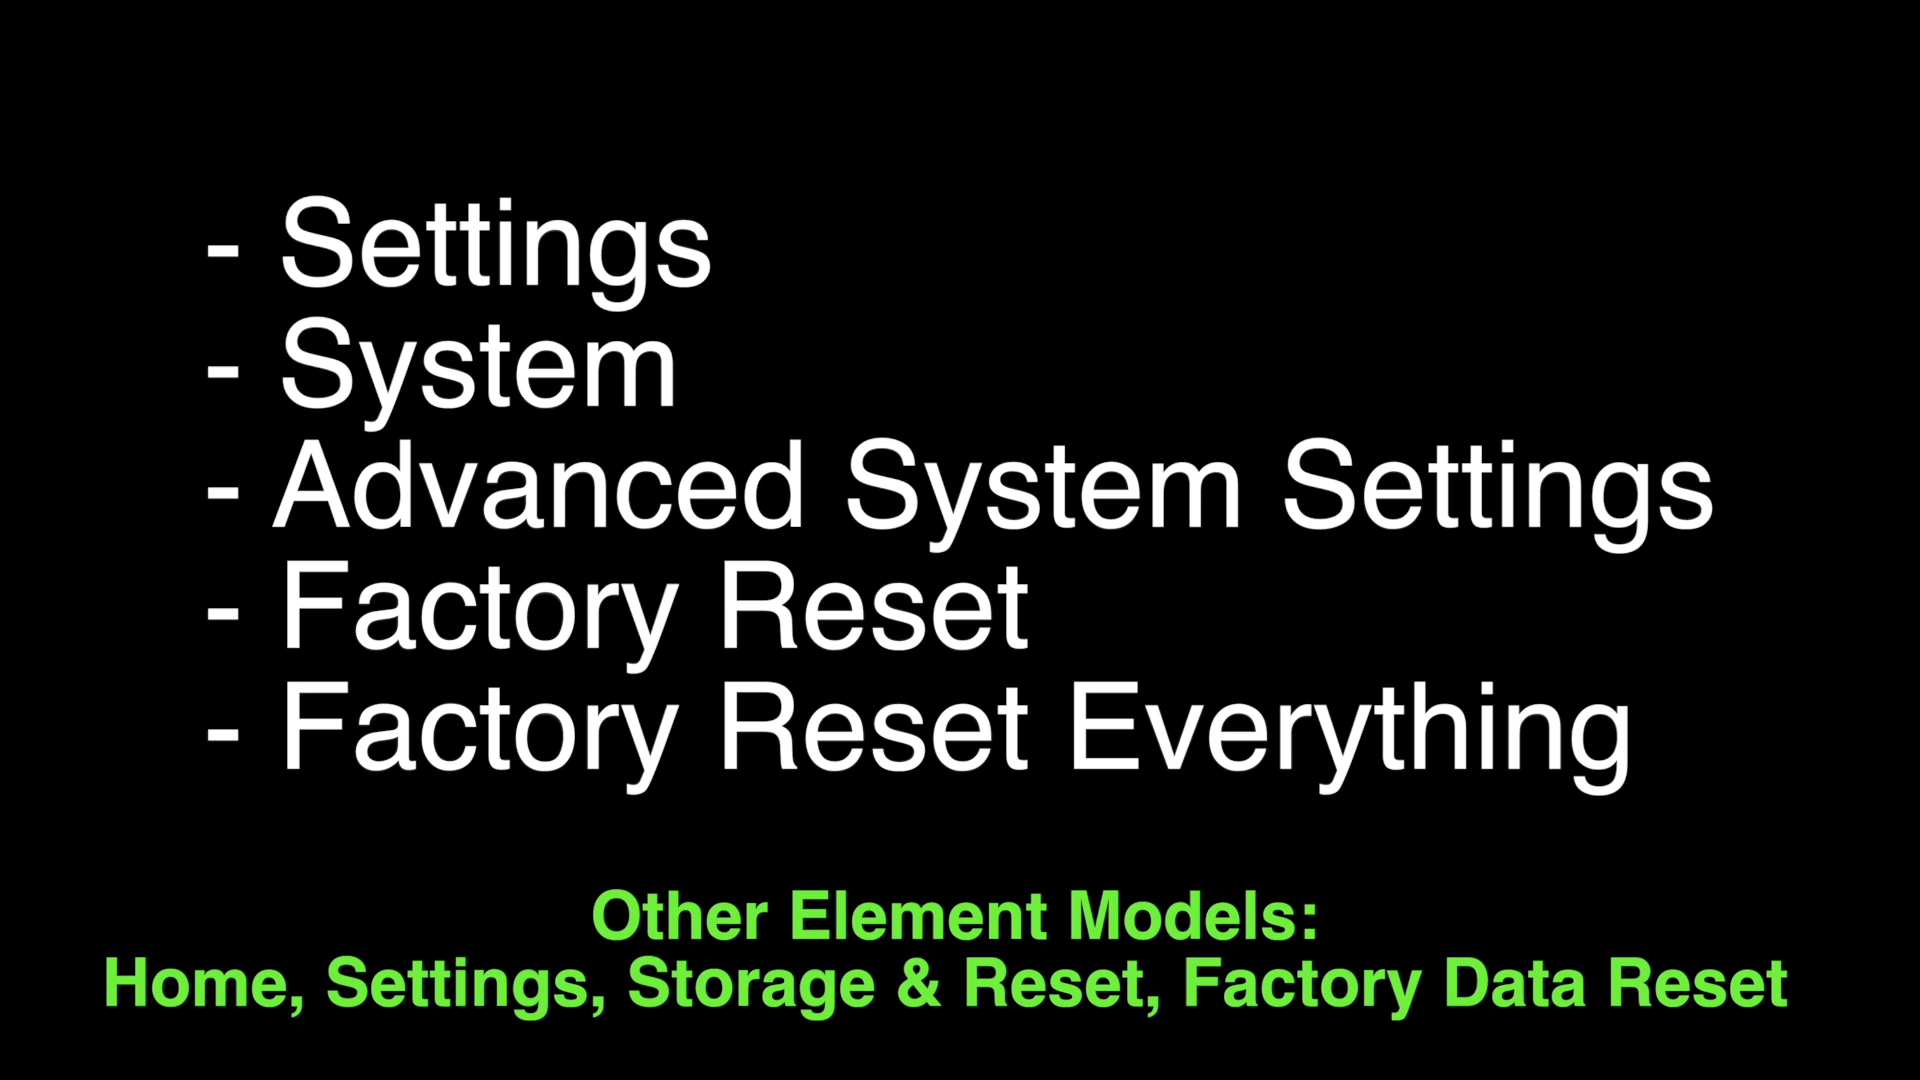 - Settings
- System
- Advanced System Settings
- Factory Reset
- Factory Reset Everything
Other Element Models:
Home, Settings, Storage & Reset, Factory Data Reset